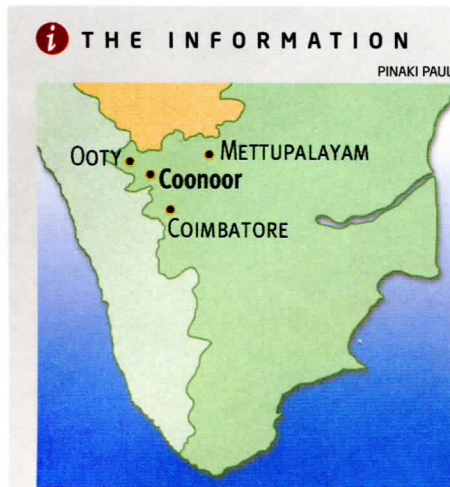 i THE INFORMATION
PINAKI PAUL
OOTY
METTUPALAYAM
Coonoor
COIMBATORE